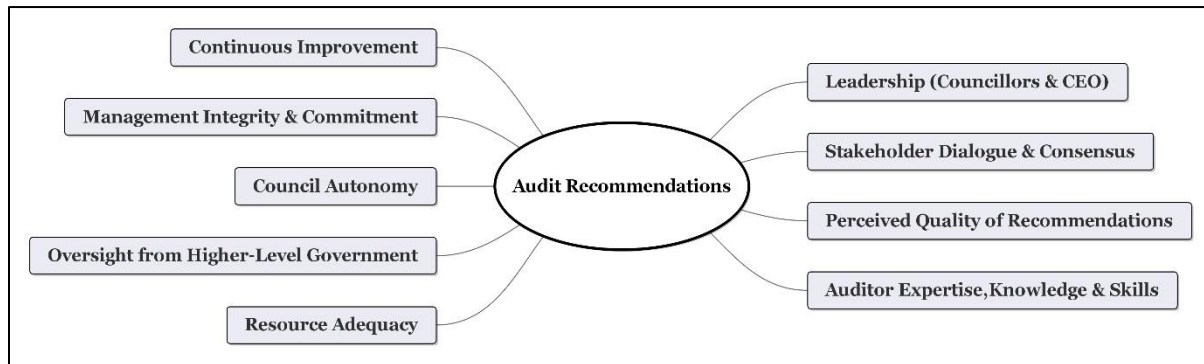 Continuous Improvement
Management Integrity & Commitment
Council Autonomy
Oversight from Higher-Level Government
Resource Adequacy
Audit Recommendations
Leadership (Councillors & CEO)
Stakeholder Dialogue & Consensus
Perceived Quality of Recommendations
Auditor Expertise,Knowledge & Skills